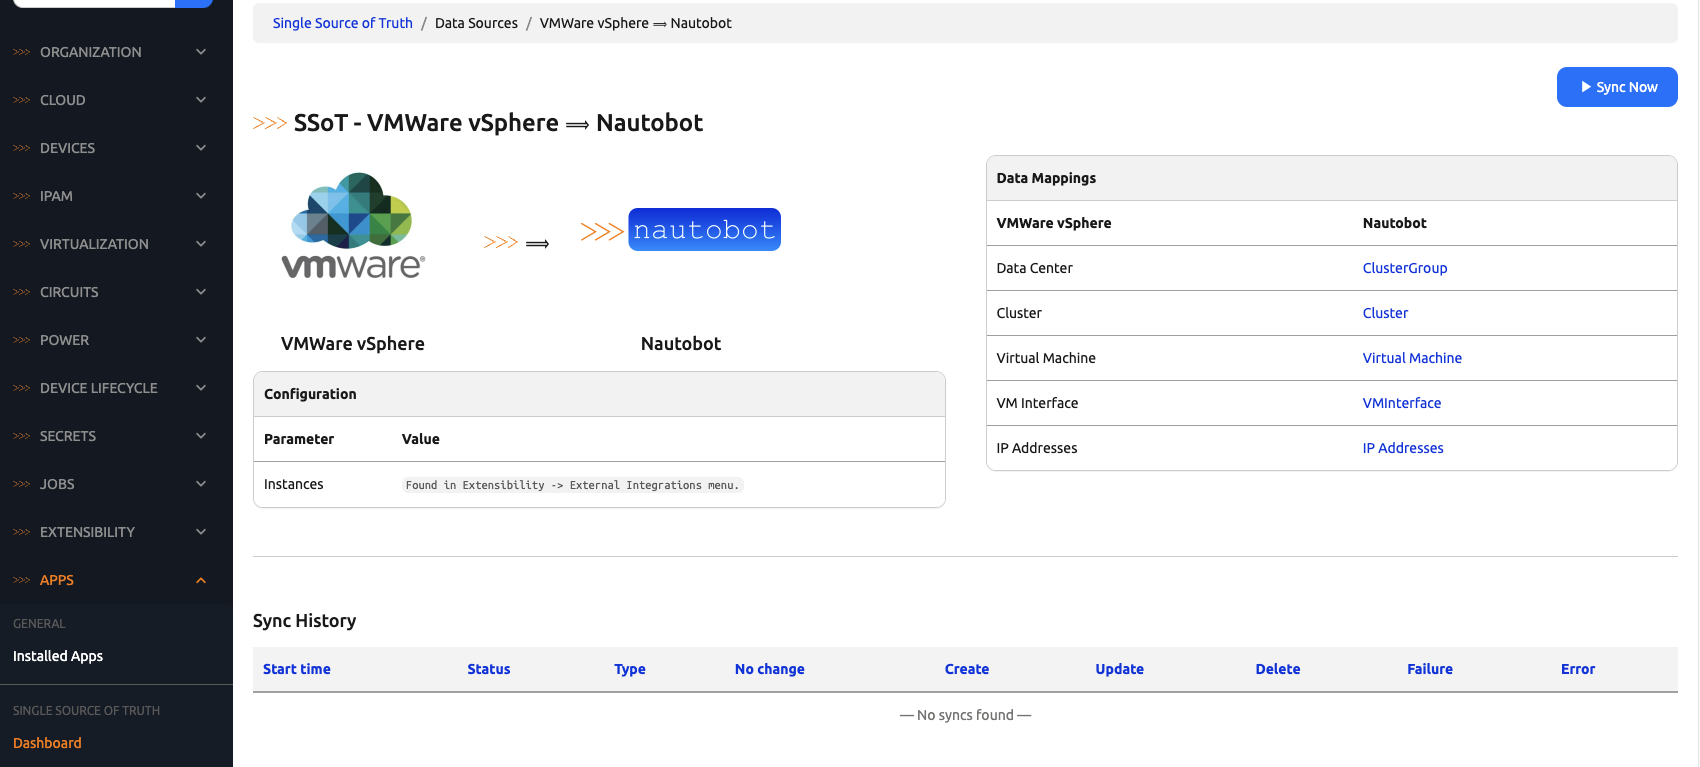 Single Source of Truth / Data Sources / VMWare vSphere ⟹ Nautobot
Sync Now
>>> ORGANIZATION
>>> CLOUD
>>> DEVICES
>>> IPAM
>>> VIRTUALIZATION
>>> CIRCUITS
>>> POWER
>>> DEVICE LIFECYCLE
>>> SECRETS
>>> JOBS
>>> EXTENSIBILITY
>>> APPS
GENERAL
Installed Apps
SINGLE SOURCE OF TRUTH
Dashboard
>>> SSoT - VMWare vSphere ⟹ Nautobot
vmware®
>>> ⟹
>>> nautobot
VMWare vSphere
Nautobot
Configuration
Parameter Value
Instances Found in Extensibility -> External Integrations menu.
Data Mappings
VMWare vSphere Nautobot
Data Center ClusterGroup
Cluster Cluster
Virtual Machine Virtual Machine
VM Interface VMInterface
IP Addresses IP Addresses
Sync History
Start time Status Type No change Create Update Delete Failure Error
— No syncs found —